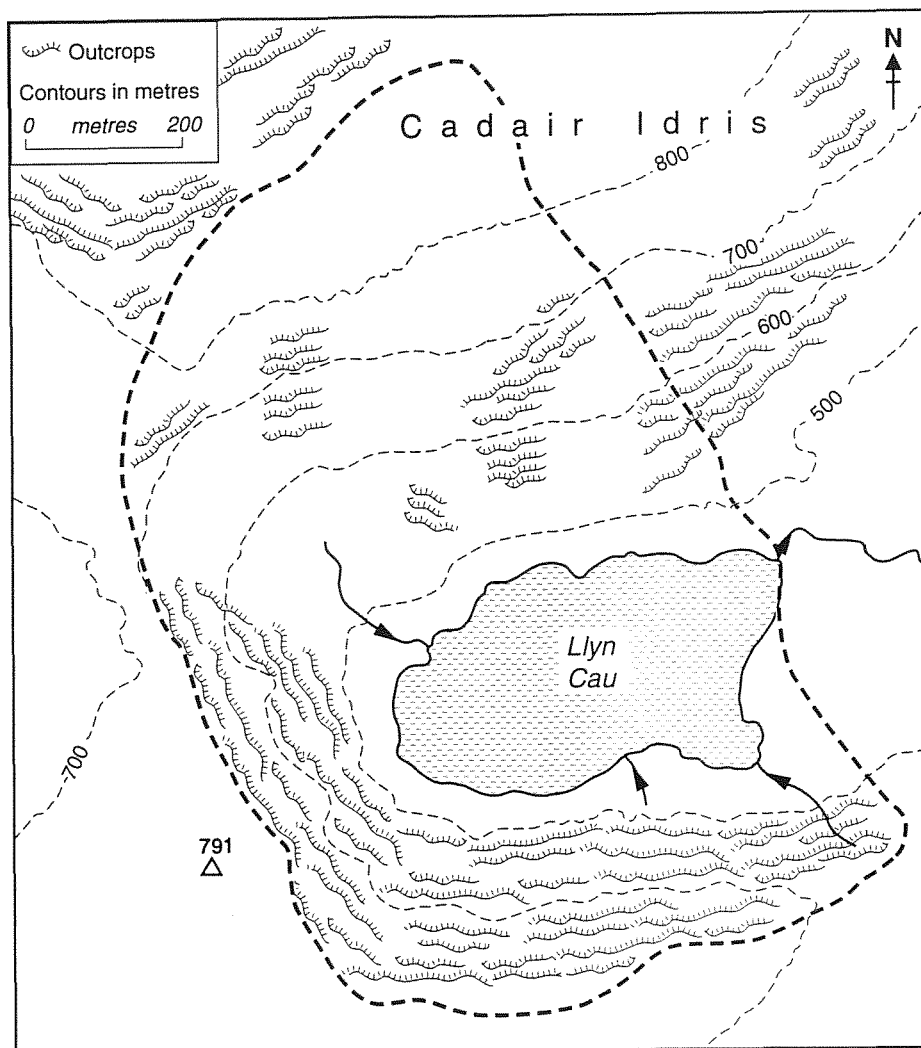 Outcrops
Contours in metres
0 metres 200
N
Cadair Idris
800
700
600
500
Llyn
Cau
700
791